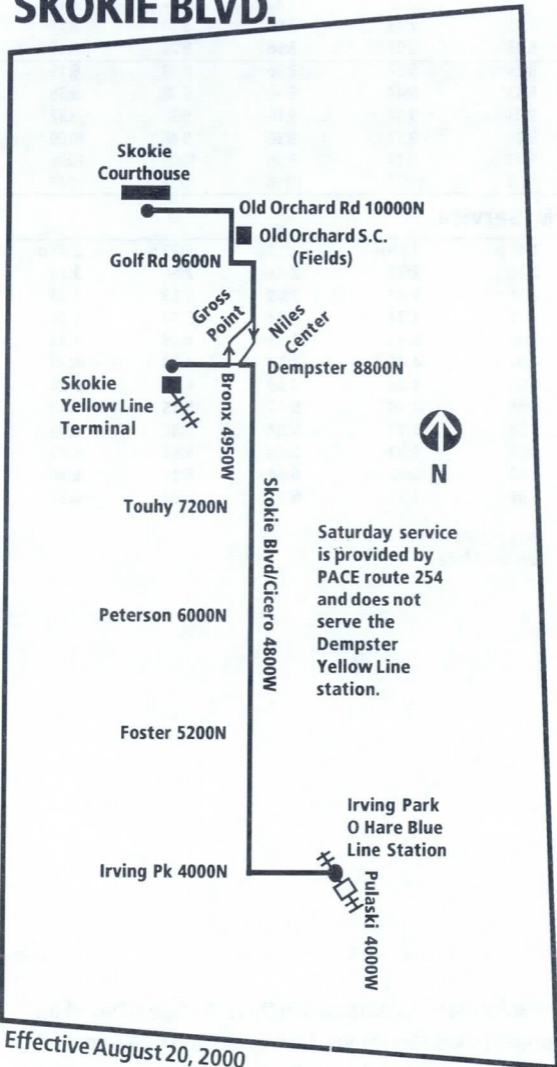 SKOKIE BLVD.
Skokie
Courthouse
Old Orchard Rd 10000N
Old Orchard S.C.
(Fields)
Golf Rd 9600N
Gross
Point
Niles
Center
Dempster 8800N
Skokie
Yellow Line
Terminal
Bronx 4950W
N
Touhy 7200N
Skokie Blvd/Cicero 4800W
Saturday service
is provided by
PACE route 254
and does not
serve the
Dempster
Yellow Line
station.
Peterson 6000N
Foster 5200N
Irving Park
O Hare Blue
Line Station
Irving Pk 4000N
Pulaski 4000W
Effective August 20, 2000